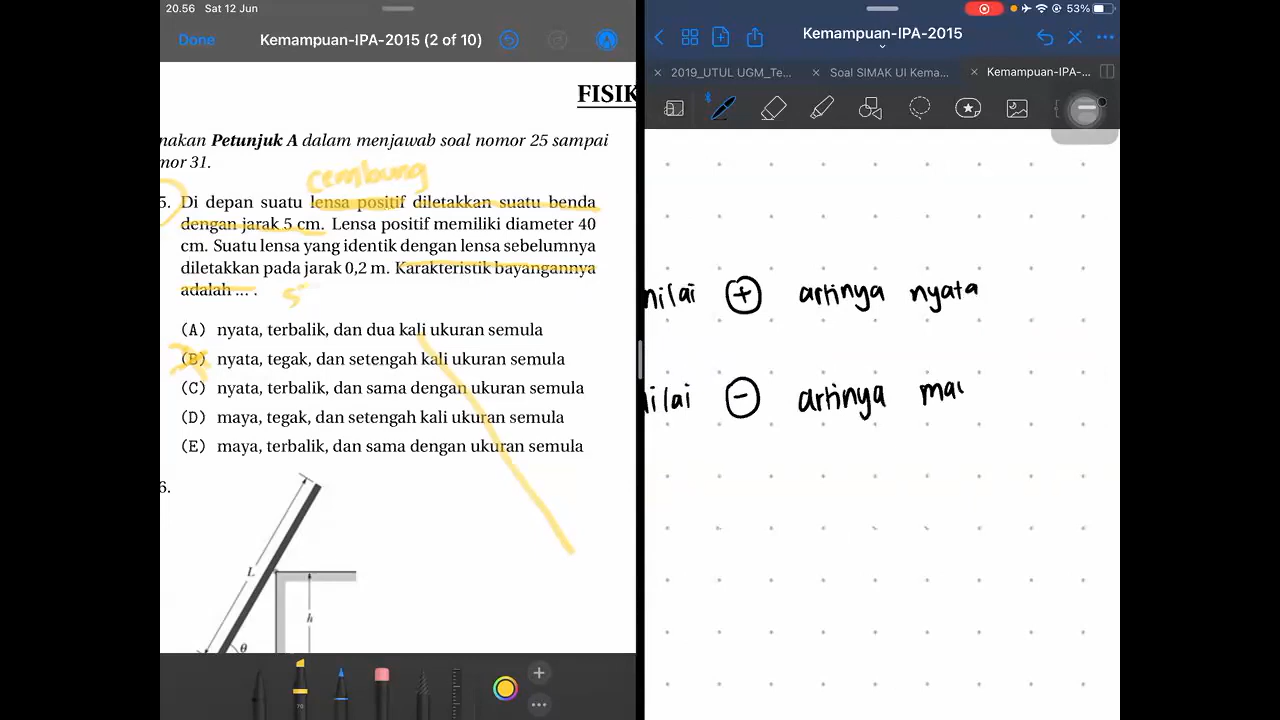 20.56 Sat 12 Jun
Done Kemampuan-IPA-2015 (2 of 10)
FISIK
nakan Petunjuk A dalam menjawab soal nomor 25 sampai
mor 31.
cembung
5. Di depan suatu lensa positif diletakkan suatu benda
dengan jarak 5 cm. Lensa positif memiliki diameter 40
cm. Suatu lensa yang identik dengan lensa sebelumnya
diletakkan pada jarak 0,2 m. Karakteristik bayangannya
adalah ... .
(A) nyata, terbalik, dan dua kali ukuran semula
(B) nyata, tegak, dan setengah kali ukuran semula
(C) nyata, terbalik, dan sama dengan ukuran semula
(D) maya, tegak, dan setengah kali ukuran semula
(E) maya, terbalik, dan sama dengan ukuran semula
6.
L
h
θ
53%
Kemampuan-IPA-2015
2019_UTUL UGM_Te... Soal SIMAK UI Kema... Kemampuan-IPA-...
nilai + artinya nyata
ilai - artinya ma